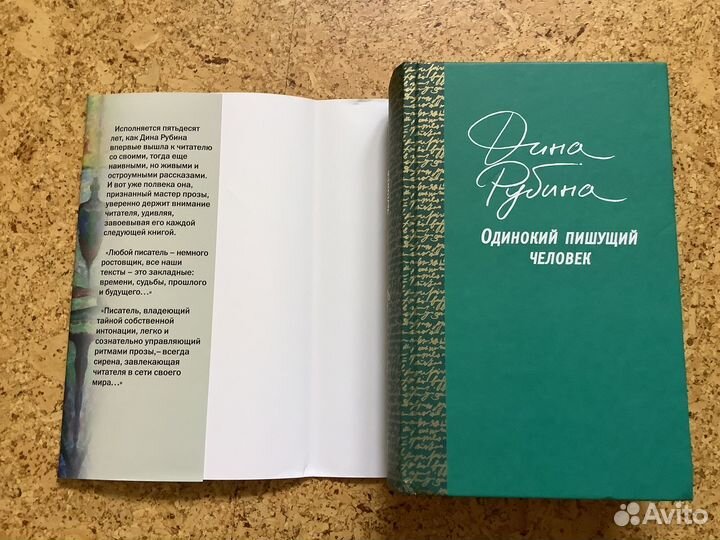 Исполняется пятьдесят
лет, как Дина Рубина
впервые вышла к читателю
со своими, тогда еще
наивными, но живыми и
остроумными рассказами.
И вот уже полвека она,
признанный мастер прозы,
уверенно держит внимание
читателя, удивляя,
завоевывая его каждой
следующей книгой.
«Любой писатель – немного
ростовщик, все наши
тексты – это закладные:
времени, судьбы, прошлого
и будущего...»
«Писатель, владеющий
тайной собственной
интонации, легко и
сознательно управляющий
ритмами прозы,– всегда
сирена, завлекающая
читателя в сети своего
мира...»
Дина
Рубина
Одинокий пишущий
человек
Avito